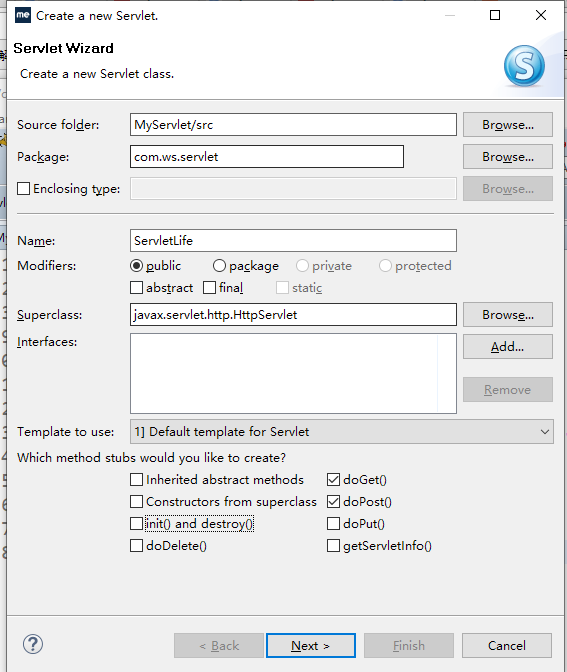 me Create a new Servlet.
Servlet Wizard
Create a new Servlet class.
S
Source folder: MyServlet/src Browse...
Package: com.ws.servlet Browse...
Enclosing type: Browse...
Name: ServletLife
Modifiers: public package private protected
abstract final static
Superclass: javax.servlet.http.HttpServlet Browse...
Interfaces: Add...
Remove
Template to use: 1] Default template for Servlet
Which method stubs would you like to create?
Inherited abstract methods doGet()
Constructors from superclass doPost()
init() and destroy() doPut()
doDelete() getServletInfo()
? < Back Next > Finish Cancel